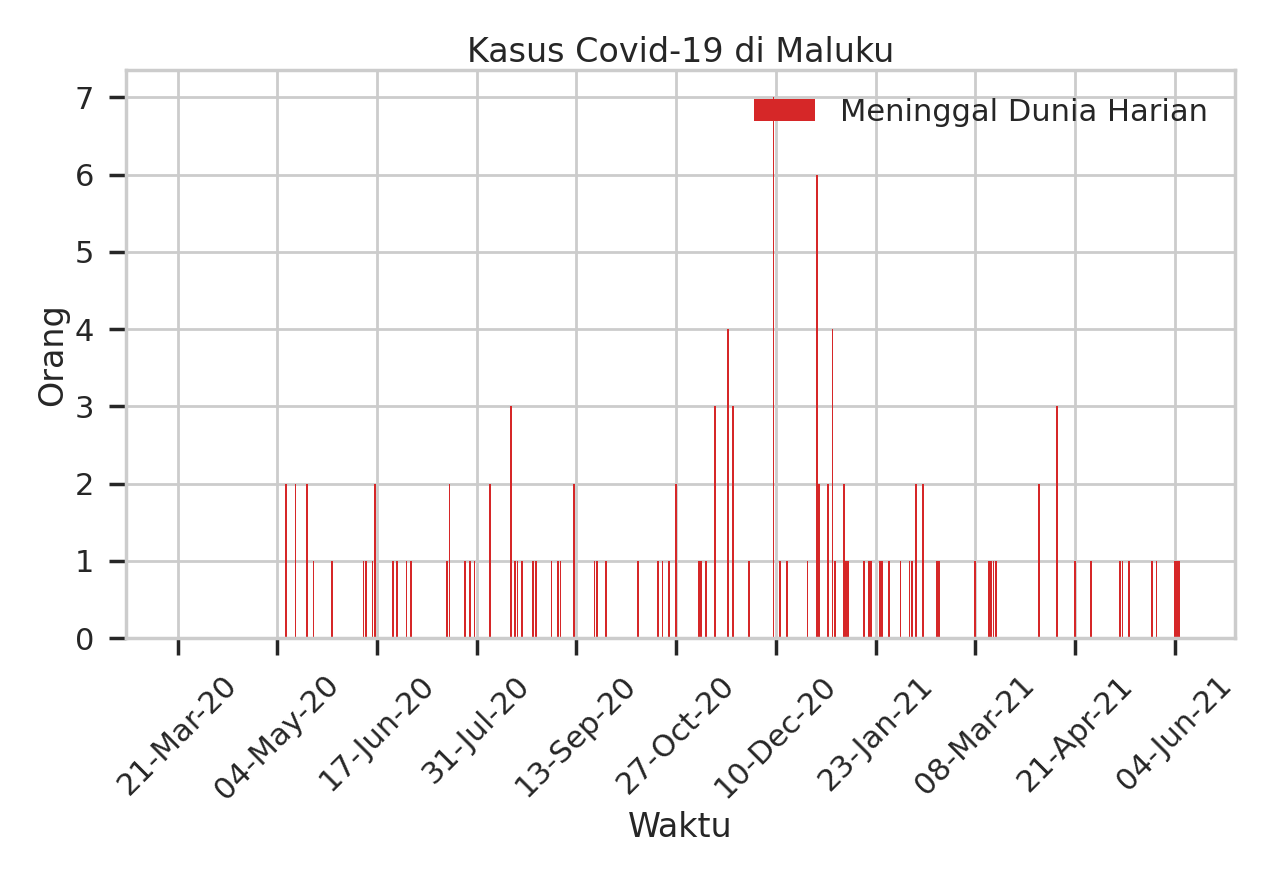 Kasus Covid-19 di Maluku
Meninggal Dunia Harian
Orang
7
6
5
4
3
2
1
0
21-Mar-20
04-May-20
17-Jun-20
31-Jul-20
13-Sep-20
27-Oct-20
10-Dec-20
23-Jan-21
08-Mar-21
21-Apr-21
04-Jun-21
Waktu